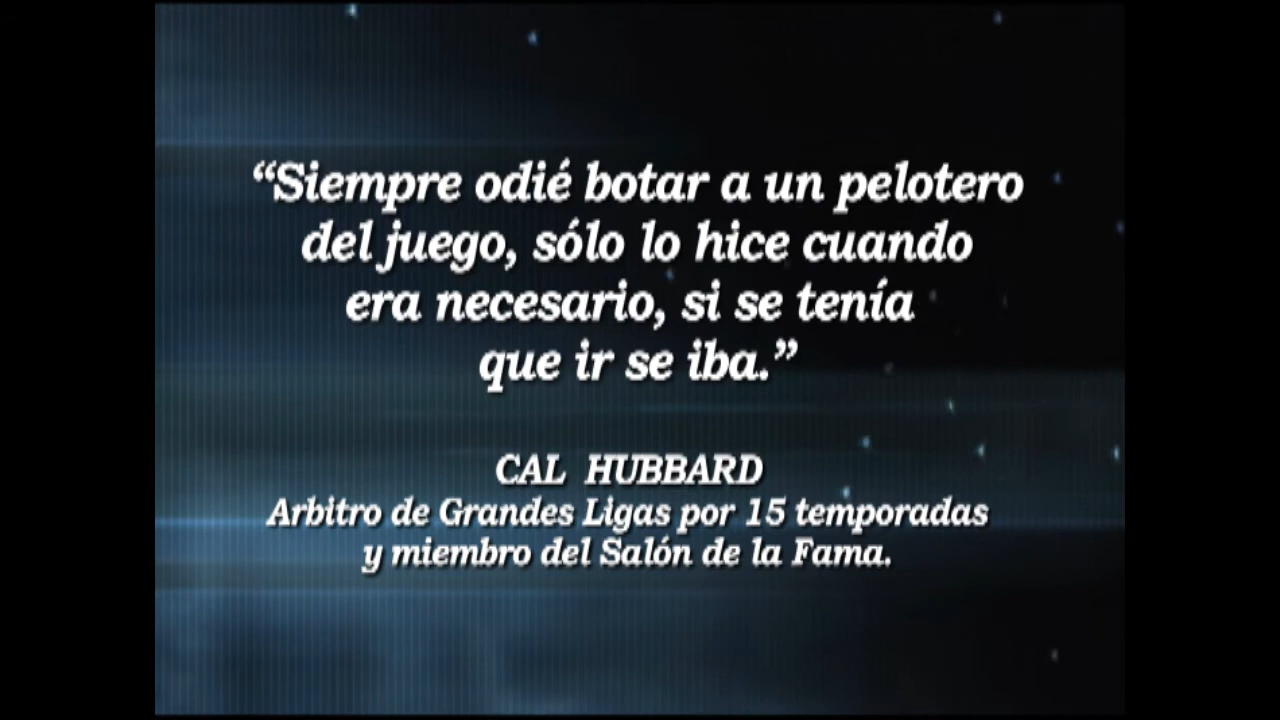 “Siempre odié botar a un pelotero
del juego, sólo lo hice cuando
era necesario, si se tenía
que ir se iba.”
CAL HUBBARD
Arbitro de Grandes Ligas por 15 temporadas
y miembro del Salón de la Fama.